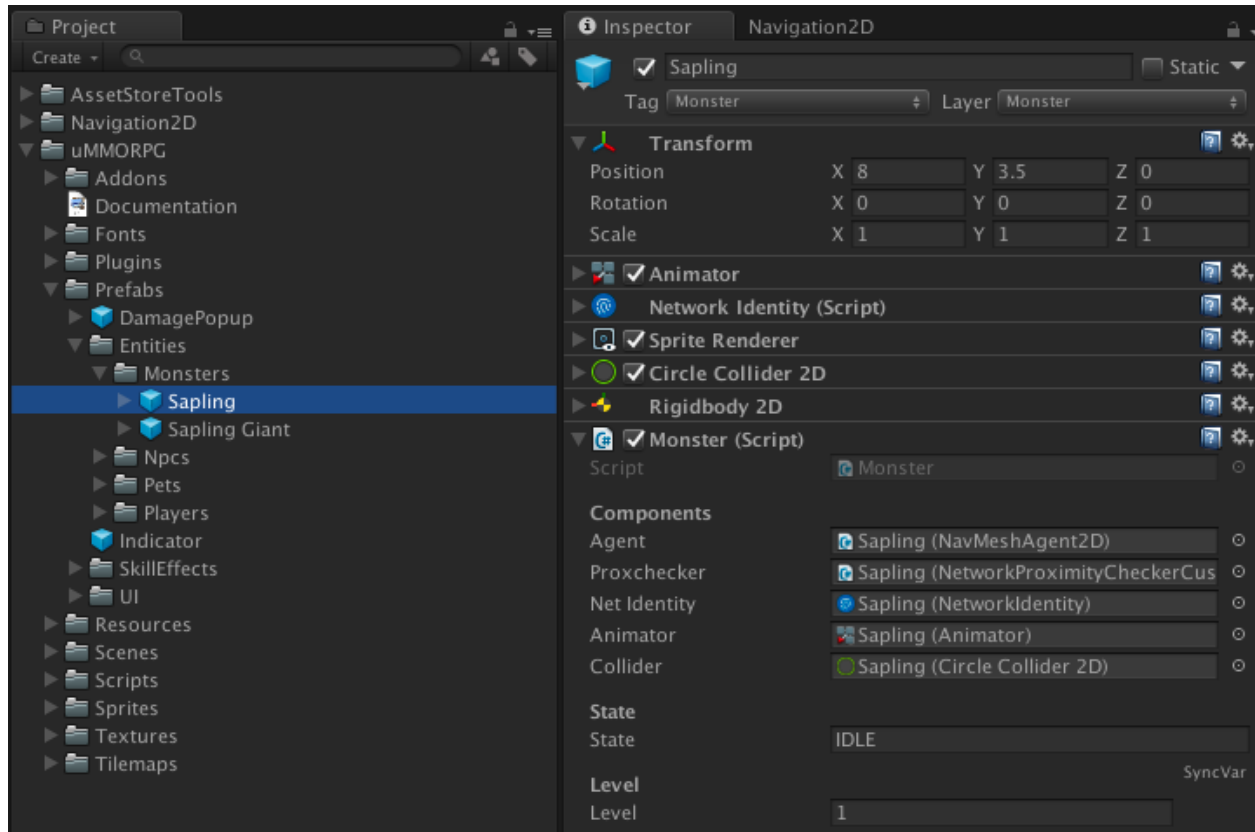 Project
Create
AssetStoreTools
Navigation2D
uMMORPG
Addons
Documentation
Fonts
Plugins
Prefabs
DamagePopup
Entities
Monsters
Sapling
Sapling Giant
Npcs
Pets
Players
Indicator
SkillEffects
UI
Resources
Scenes
Scripts
Sprites
Textures
Tilemaps
Inspector Navigation2D
Sapling Static
Tag Monster Layer Monster
Transform
Position X 8 Y 3.5 Z 0
Rotation X 0 Y 0 Z 0
Scale X 1 Y 1 Z 1
Animator
Network Identity (Script)
Sprite Renderer
Circle Collider 2D
Rigidbody 2D
Monster (Script)
Script Monster
Components
Agent Sapling (NavMeshAgent2D)
Proxchecker Sapling (NetworkProximityCheckerCus
Net Identity Sapling (NetworkIdentity)
Animator Sapling (Animator)
Collider Sapling (Circle Collider 2D)
State
State IDLE
SyncVar
Level
Level 1